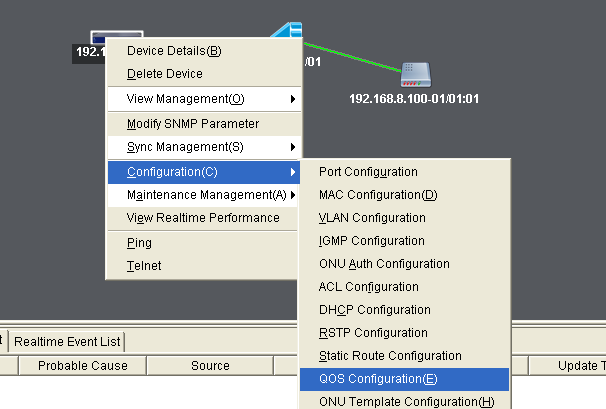 192.1
/01
192.168.8.100-01/01:01
Device Details(B)
Delete Device
View Management(O)
Modify SNMP Parameter
Sync Management(S)
Configuration(C)
Maintenance Management(A)
View Realtime Performance
Ping
Telnet
Port Configuration
MAC Configuration(D)
VLAN Configuration
IGMP Configuration
ONU Auth Configuration
ACL Configuration
DHCP Configuration
RSTP Configuration
Static Route Configuration
QOS Configuration(E)
ONU Template Configuration(H)
Realtime Event List
Probable Cause Source Update T